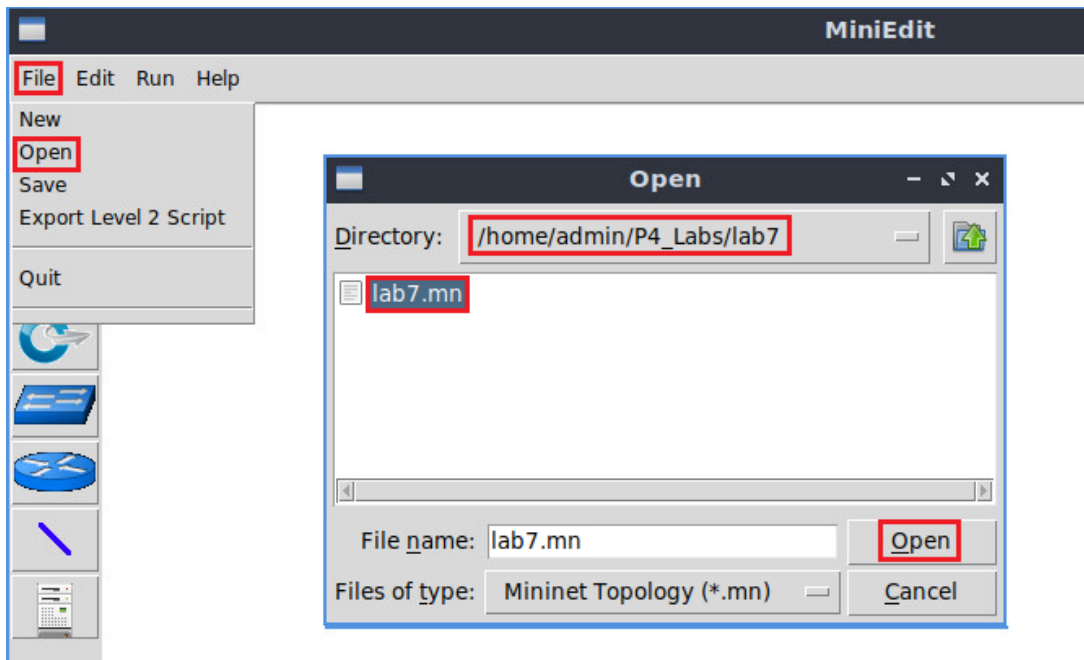 MiniEdit
File Edit Run Help
New
Open
Save
Export Level 2 Script
Quit
Open
Directory: /home/admin/P4_Labs/lab7
lab7.mn
File name: lab7.mn Open
Files of type: Mininet Topology (*.mn) Cancel